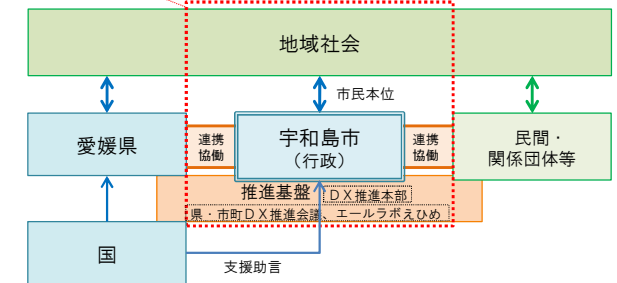 地域社会
市民本位
愛媛県
連携
協働
宇和島市
（行政）
連携
協働
民間・
関係団体等
推進基盤
ＤＸ推進本部
県・市町ＤＸ推進会議、エールラボえひめ
国
支援助言